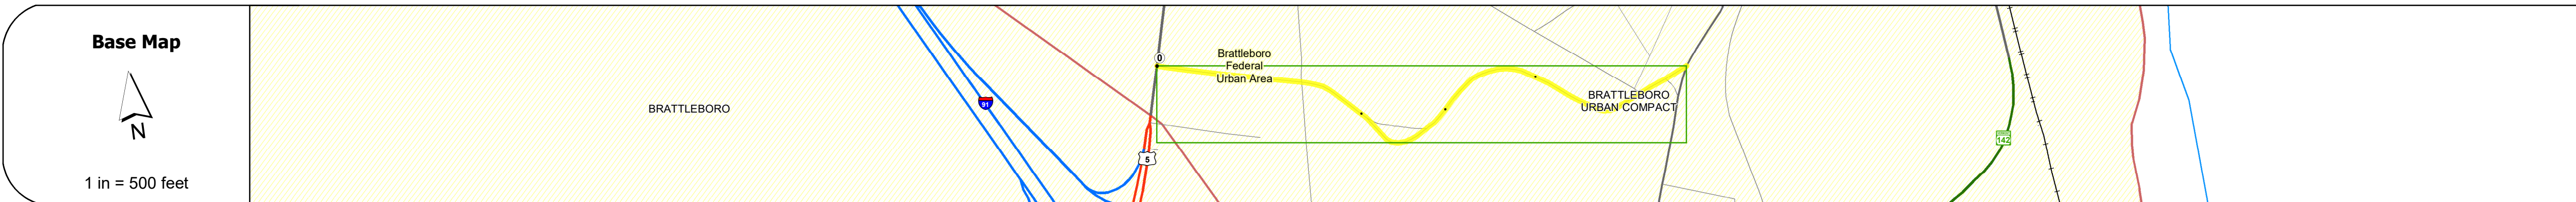 Base Map
N
1 in = 500 feet
BRATTLEBORO
91
5
0
Brattleboro
Federal
Urban Area
BRATTLEBORO
URBAN COMPACT
142